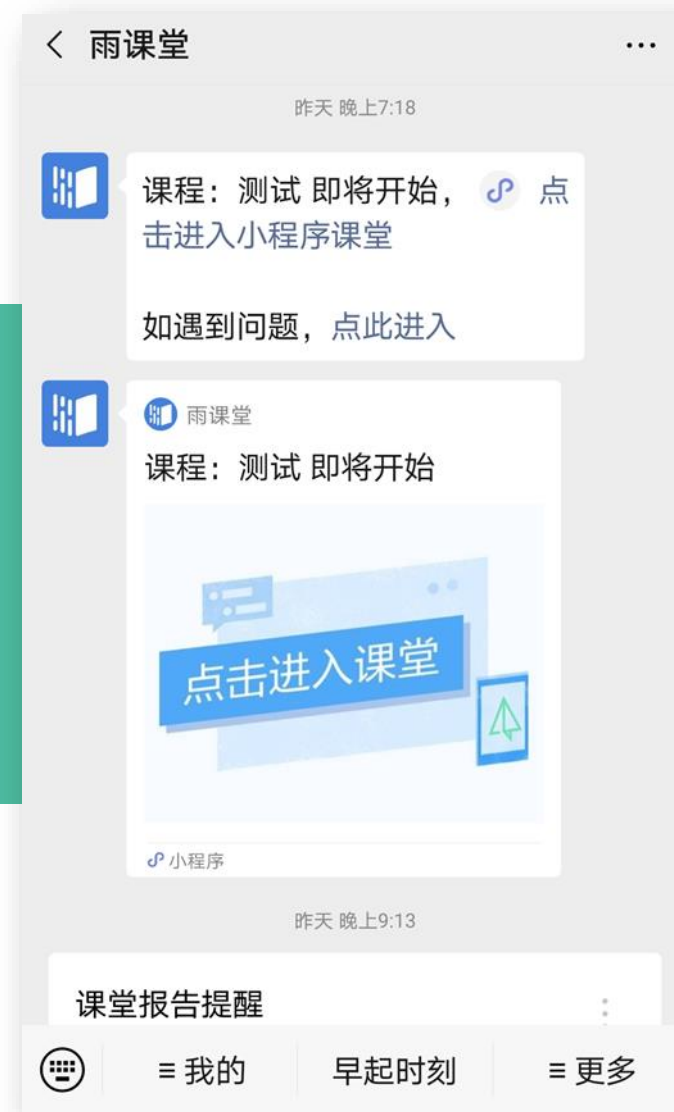 雨课堂
昨天 晚上7:18
课程：测试 即将开始， 点
击进入小程序课堂
如遇到问题，点此进入
雨课堂
课程：测试 即将开始
点击进入课堂
小程序
昨天 晚上9:13
课堂报告提醒
我的
早起时刻
更多